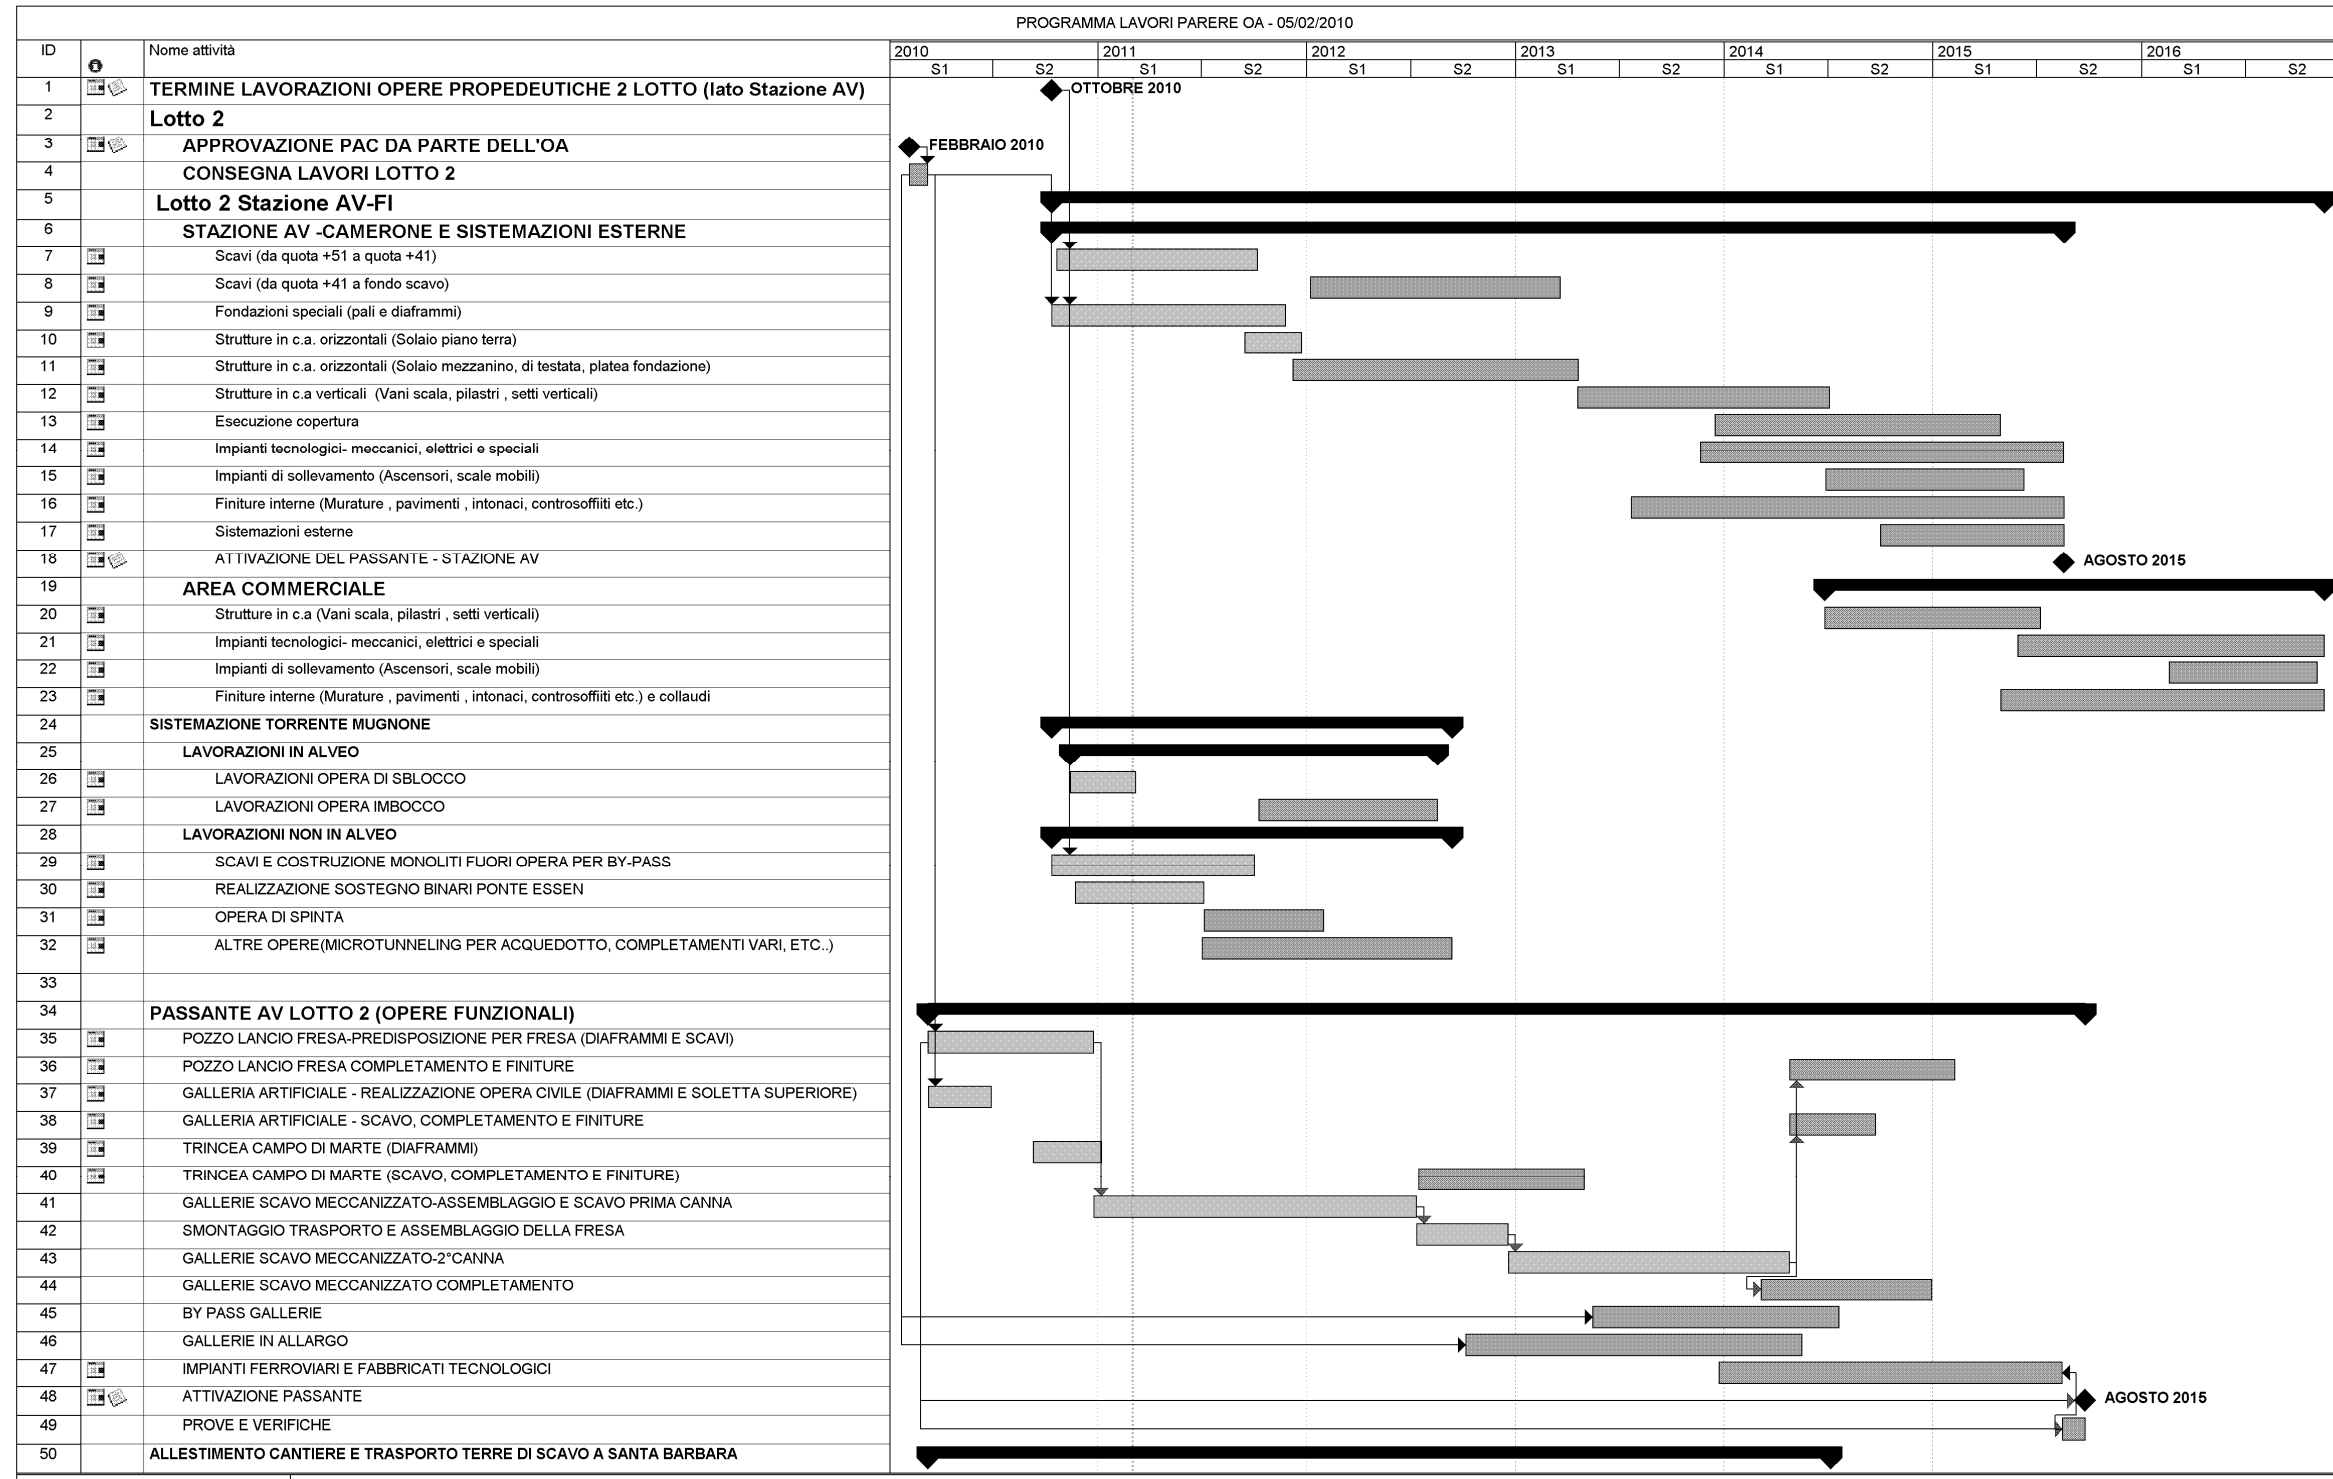 PROGRAMMA LAVORI PARERE OA - 05/02/2010
ID Nome attività 2010 2011 2012 2013 2014 2015 2016
S1 S2 S1 S2 S1 S2 S1 S2 S1 S2 S1 S2 S1 S2
1 TERMINE LAVORAZIONI OPERE PROPEDEUTICHE 2 LOTTO (lato Stazione AV) OTTOBRE 2010
2 Lotto 2
3 APPROVAZIONE PAC DA PARTE DELL'OA FEBBRAIO 2010
4 CONSEGNA LAVORI LOTTO 2
5 Lotto 2 Stazione AV-FI
6 STAZIONE AV -CAMERONE E SISTEMAZIONI ESTERNE
7 Scavi (da quota +51 a quota +41)
8 Scavi (da quota +41 a fondo scavo)
9 Fondazioni speciali (pali e diaframmi)
10 Strutture in c.a. orizzontali (Solaio piano terra)
11 Strutture in c.a. orizzontali (Solaio mezzanino, di testata, platea fondazione)
12 Strutture in c.a verticali (Vani scala, pilastri , setti verticali)
13 Esecuzione copertura
14 Impianti tecnologici- meccanici, elettrici e speciali
15 Impianti di sollevamento (Ascensori, scale mobili)
16 Finiture interne (Murature , pavimenti , intonaci, controsoffiiti etc.)
17 Sistemazioni esterne
18 ATTIVAZIONE DEL PASSANTE - STAZIONE AV AGOSTO 2015
19 AREA COMMERCIALE
20 Strutture in c.a (Vani scala, pilastri , setti verticali)
21 Impianti tecnologici- meccanici, elettrici e speciali
22 Impianti di sollevamento (Ascensori, scale mobili)
23 Finiture interne (Murature , pavimenti , intonaci, controsoffiiti etc.) e collaudi
24 SISTEMAZIONE TORRENTE MUGNONE
25 LAVORAZIONI IN ALVEO
26 LAVORAZIONI OPERA DI SBLOCCO
27 LAVORAZIONI OPERA IMBOCCO
28 LAVORAZIONI NON IN ALVEO
29 SCAVI E COSTRUZIONE MONOLITI FUORI OPERA PER BY-PASS
30 REALIZZAZIONE SOSTEGNO BINARI PONTE ESSEN
31 OPERA DI SPINTA
32 ALTRE OPERE(MICROTUNNELING PER ACQUEDOTTO, COMPLETAMENTI VARI, ETC..)
33
34 PASSANTE AV LOTTO 2 (OPERE FUNZIONALI)
35 POZZO LANCIO FRESA-PREDISPOSIZIONE PER FRESA (DIAFRAMMI E SCAVI)
36 POZZO LANCIO FRESA COMPLETAMENTO E FINITURE
37 GALLERIA ARTIFICIALE - REALIZZAZIONE OPERA CIVILE (DIAFRAMMI E SOLETTA SUPERIORE)
38 GALLERIA ARTIFICIALE - SCAVO, COMPLETAMENTO E FINITURE
39 TRINCEA CAMPO DI MARTE (DIAFRAMMI)
40 TRINCEA CAMPO DI MARTE (SCAVO, COMPLETAMENTO E FINITURE)
41 GALLERIE SCAVO MECCANIZZATO-ASSEMBLAGGIO E SCAVO PRIMA CANNA
42 SMONTAGGIO TRASPORTO E ASSEMBLAGGIO DELLA FRESA
43 GALLERIE SCAVO MECCANIZZATO-2°CANNA
44 GALLERIE SCAVO MECCANIZZATO COMPLETAMENTO
45 BY PASS GALLERIE
46 GALLERIE IN ALLARGO
47 IMPIANTI FERROVIARI E FABBRICATI TECNOLOGICI
48 ATTIVAZIONE PASSANTE AGOSTO 2015
49 PROVE E VERIFICHE
50 ALLESTIMENTO CANTIERE E TRASPORTO TERRE DI SCAVO A SANTA BARBARA